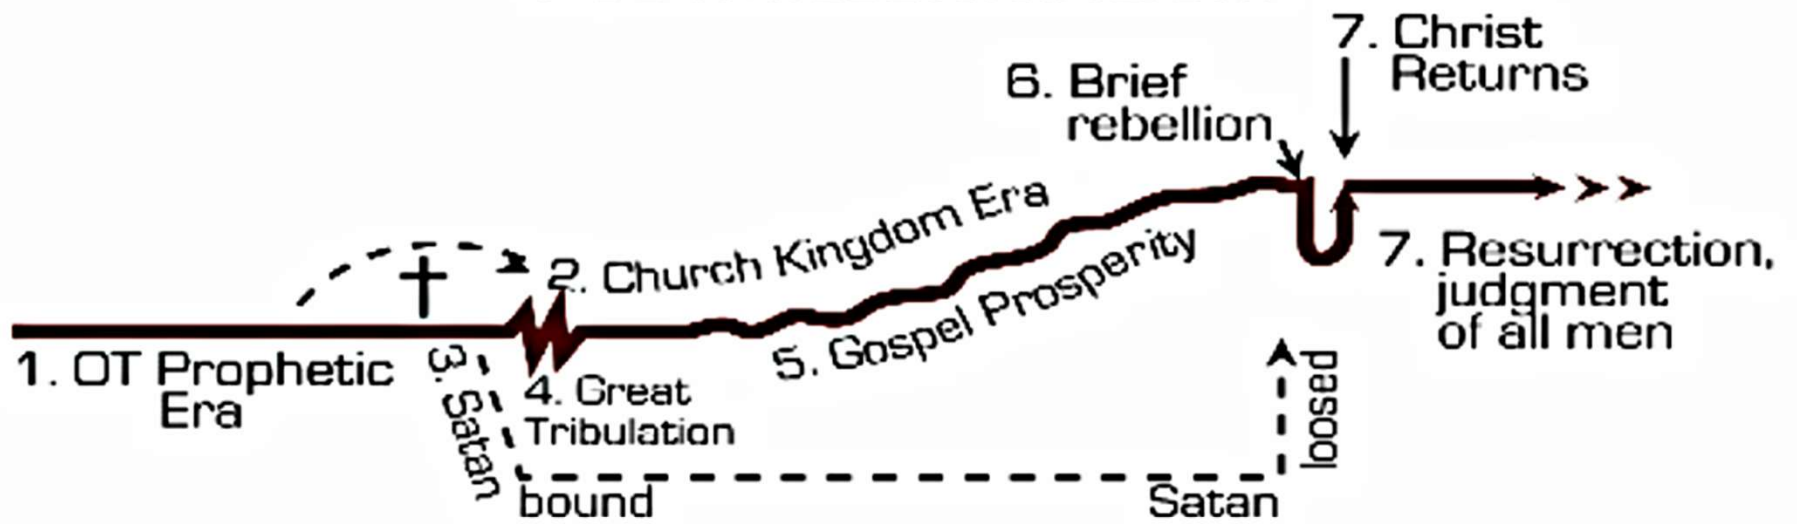 7. Christ
Returns
6. Brief
rebellion
2. Church Kingdom Era
1. OT Prophetic
Era
3. Satan
bound
4. Great
Tribulation
5. Gospel Prosperity
Satan
loosed
7. Resurrection,
judgment
of all men